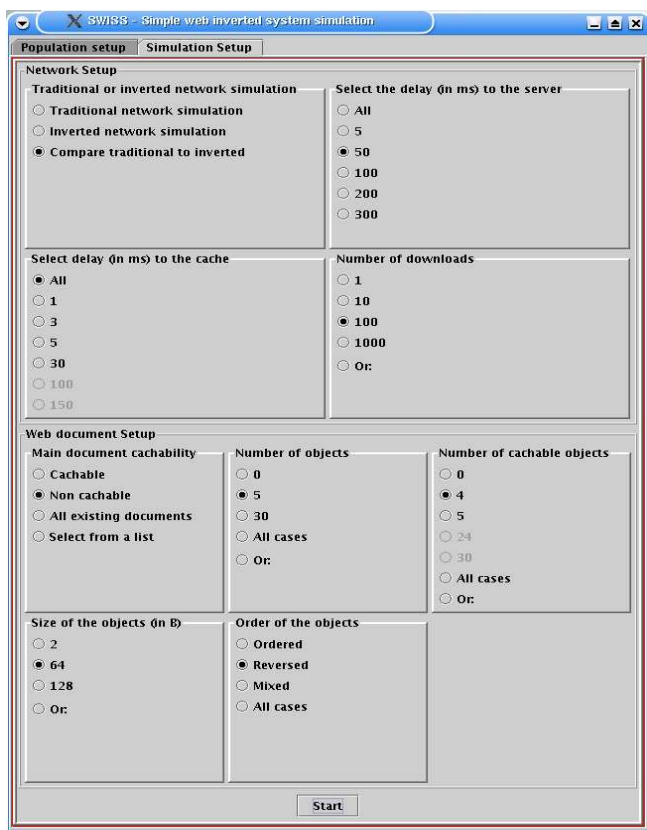 SWISS - Simple web inverted system simulation
Population setup
Simulation Setup
Network Setup
Traditional or inverted network simulation
Traditional network simulation
Inverted network simulation
Compare traditional to inverted
Select the delay (in ms) to the server
All
5
50
100
200
300
Select delay (in ms) to the cache
All
1
3
5
30
100
150
Number of downloads
1
10
100
1000
Or:
Web document Setup
Main document cachability
Cachable
Non cachable
All existing documents
Select from a list
Number of objects
0
5
30
All cases
Or:
Number of cachable objects
0
4
5
24
30
All cases
Or:
Size of the objects (in B)
2
64
128
Or:
Order of the objects
Ordered
Reversed
Mixed
All cases
Start